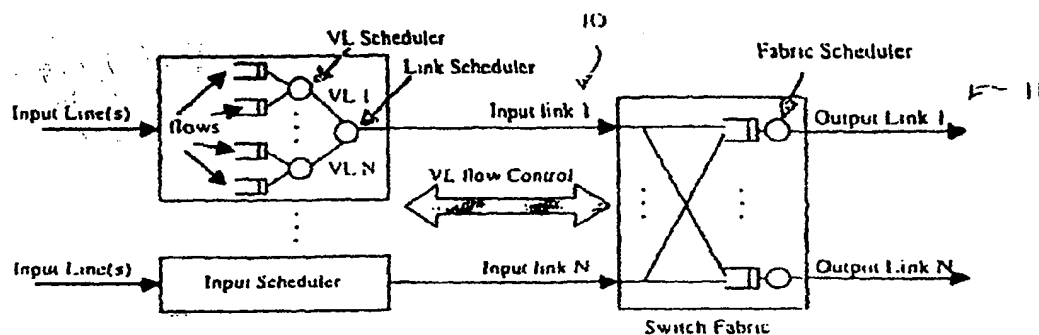 10
VL Scheduler
Link Scheduler
Fabric Scheduler
Input Line(s)
flows
VL 1
VL N
Input link 1
Output Link 1
VL flow Control
Input Line(s)
Input Scheduler
Input link N
Output Link N
Switch Fabric